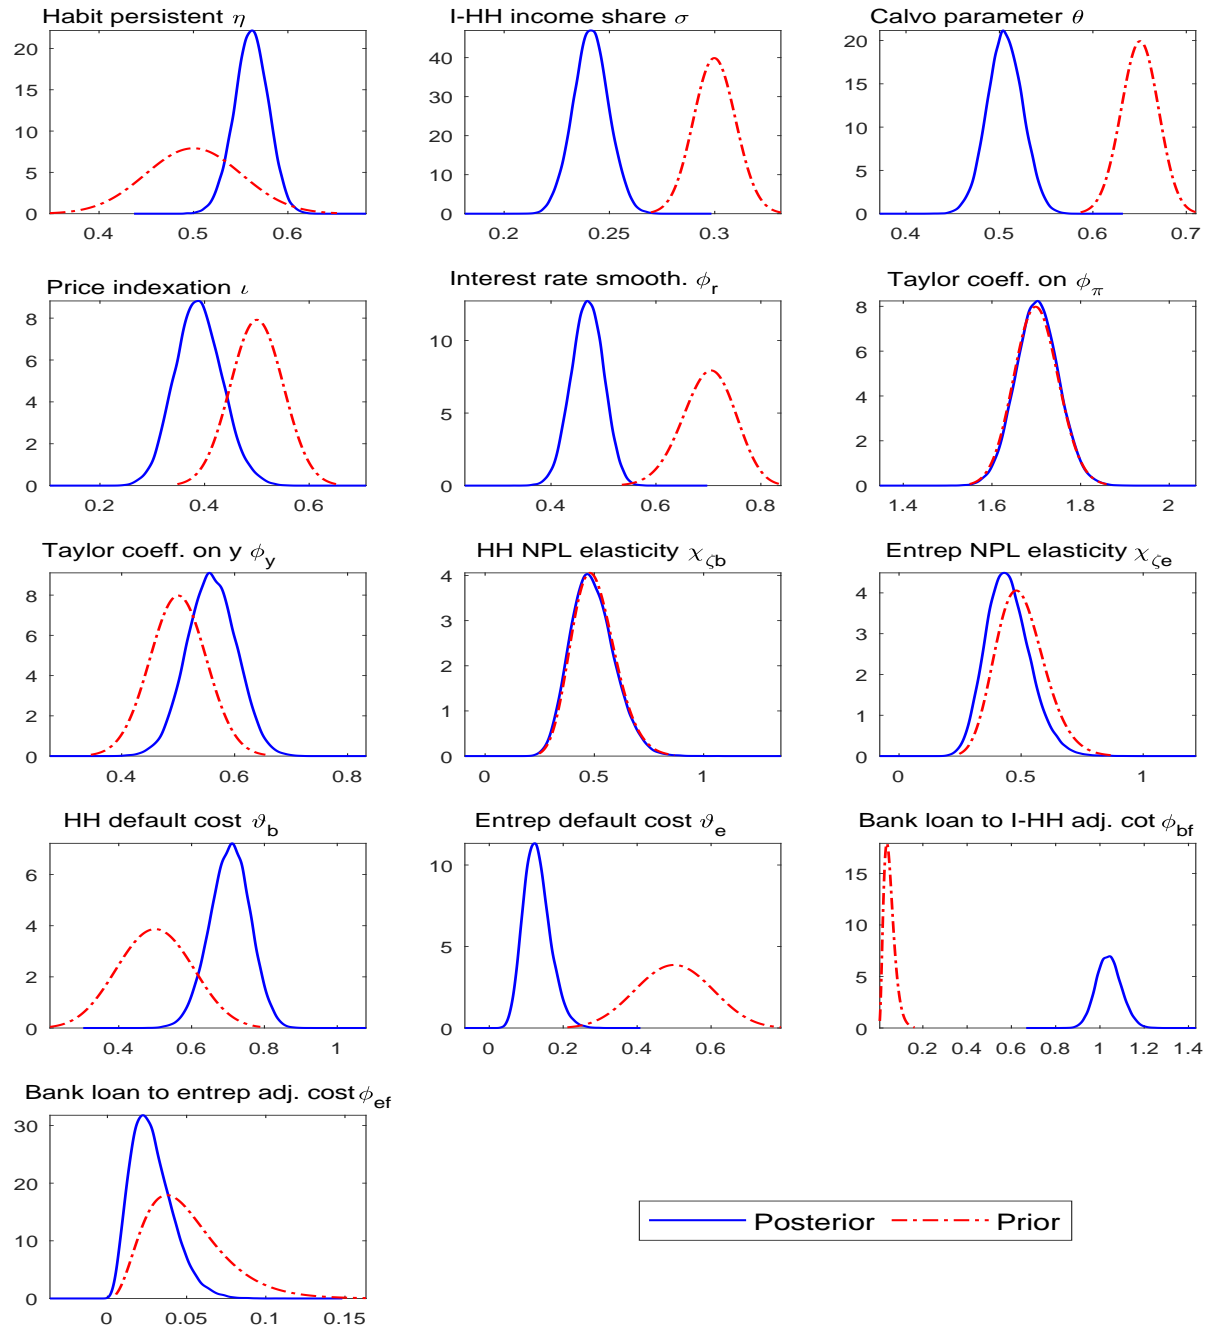 Habit persistent η
I-HH income share σ
Calvo parameter θ
20
15
10
5
0
0.4 0.5 0.6
40
30
20
10
0
0.2 0.25 0.3
20
15
10
5
0
0.4 0.5 0.6 0.7
Price indexation ι
Interest rate smooth. ϕ_r
Taylor coeff. on ϕ_π
8
6
4
2
0
0.2 0.4 0.6
10
5
0
0.4 0.6 0.8
8
6
4
2
0
1.4 1.6 1.8 2
Taylor coeff. on y ϕ_y
HH NPL elasticity χ_ζb
Entrep NPL elasticity χ_ζe
8
6
4
2
0
0.4 0.6 0.8
4
3
2
1
0
0 0.5 1
4
3
2
1
0
0 0.5 1
HH default cost ϑ_b
Entrep default cost ϑ_e
Bank loan to I-HH adj. cot ϕ_bf
6
4
2
0
0.4 0.6 0.8 1
10
5
0
0 0.2 0.4 0.6
15
10
5
0
0.2 0.4 0.6 0.8 1 1.2 1.4
Bank loan to entrep adj. cost ϕ_ef
30
20
10
0
0 0.05 0.1 0.15
Posterior Prior